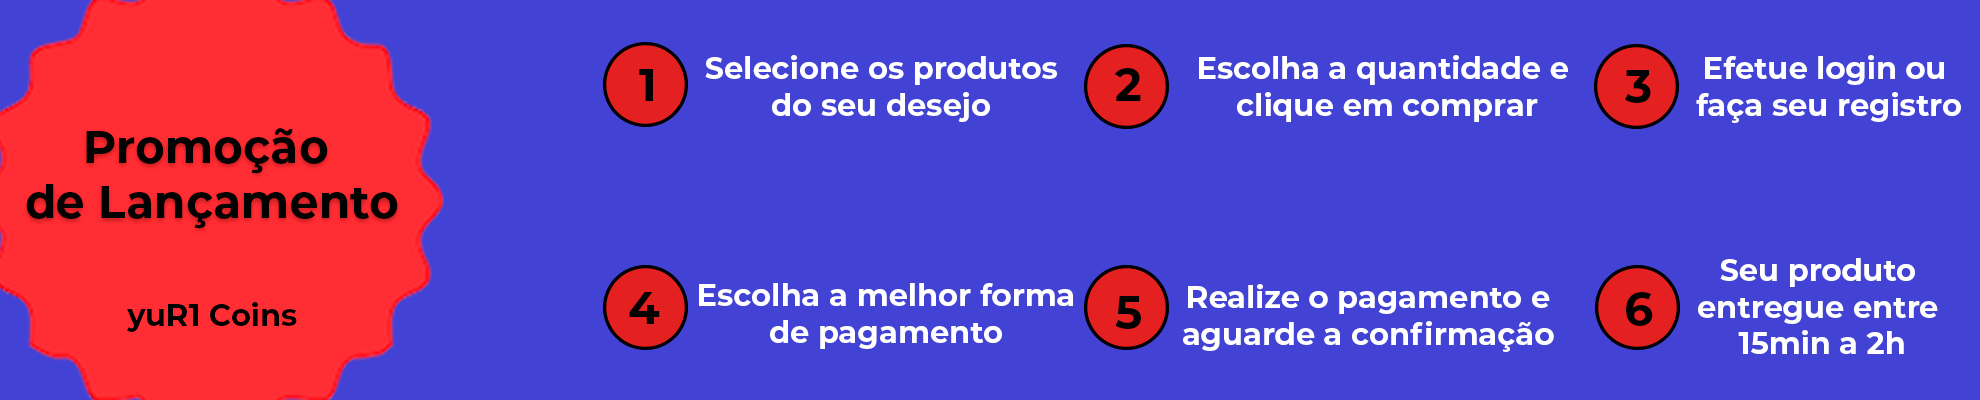 Promoção
de Lançamento
yuR1 Coins
1
Selecione os produtos
do seu desejo
2
Escolha a quantidade e
clique em comprar
3
Efetue login ou
faça seu registro
4
Escolha a melhor forma
de pagamento
5
Realize o pagamento e
aguarde a confirmação
6
Seu produto
entregue entre
15min a 2h